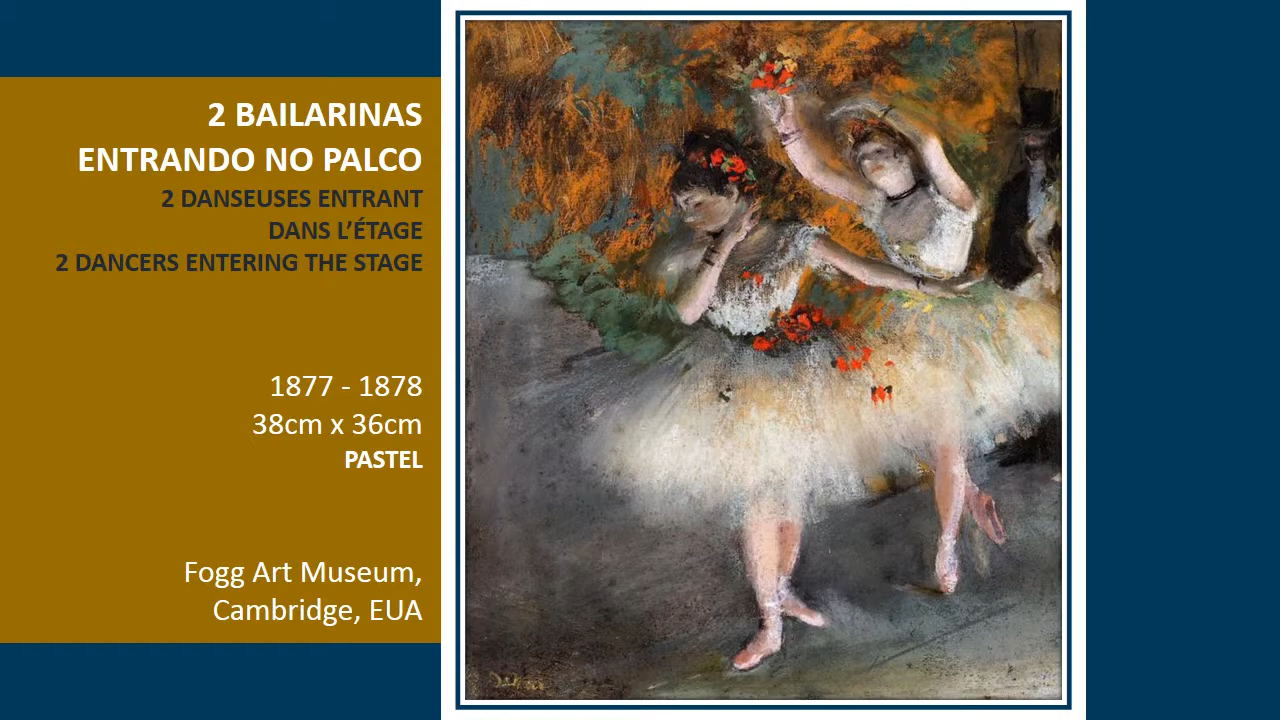 2 BAILARINAS
ENTRANDO NO PALCO
2 DANSEUSES ENTRANT
DANS L’ÉTAGE
2 DANCERS ENTERING THE STAGE
1877 - 1878
38cm x 36cm
PASTEL
Fogg Art Museum,
Cambridge, EUA